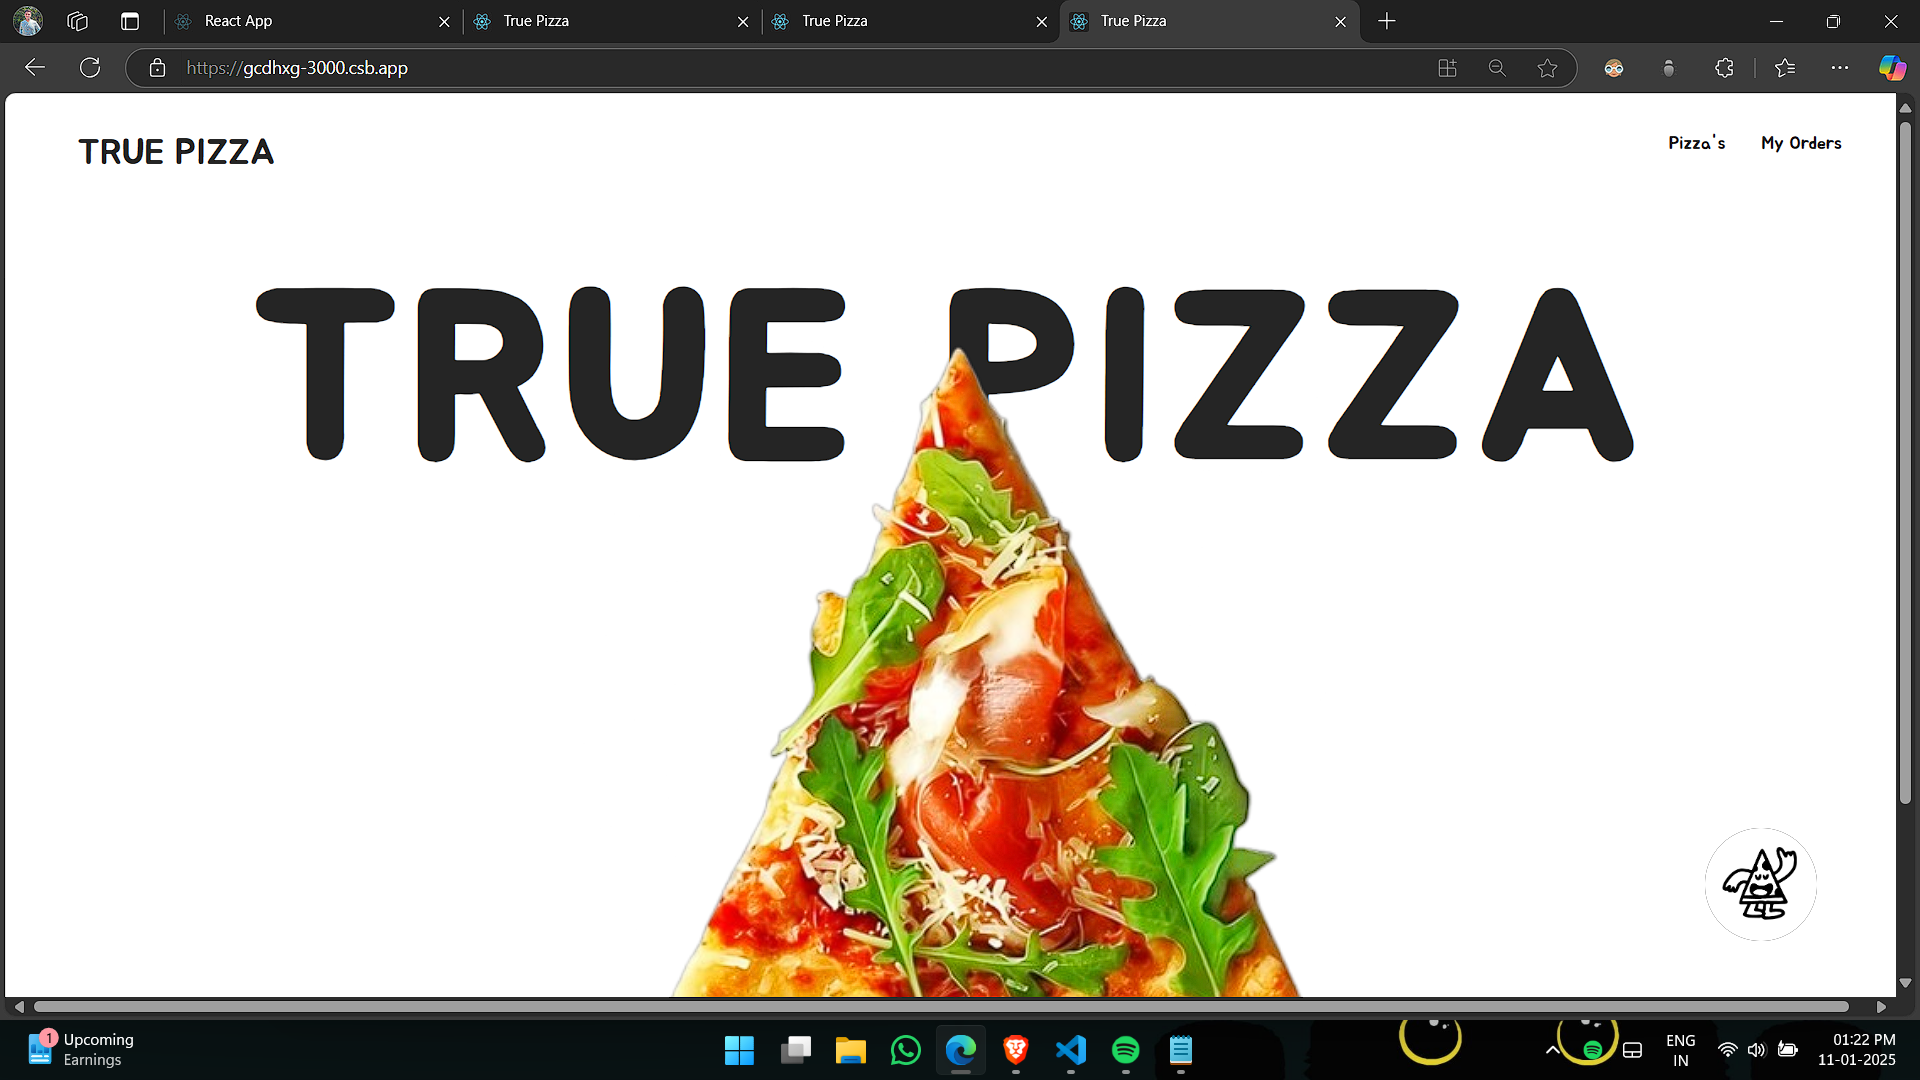 React App
True Pizza
True Pizza
True Pizza
https://gcdhxg-3000.csb.app
TRUE PIZZA
Pizza's
My Orders
TRUE PIZZA
1
Upcoming
Earnings
ENG
IN
01:22 PM
11-01-2025